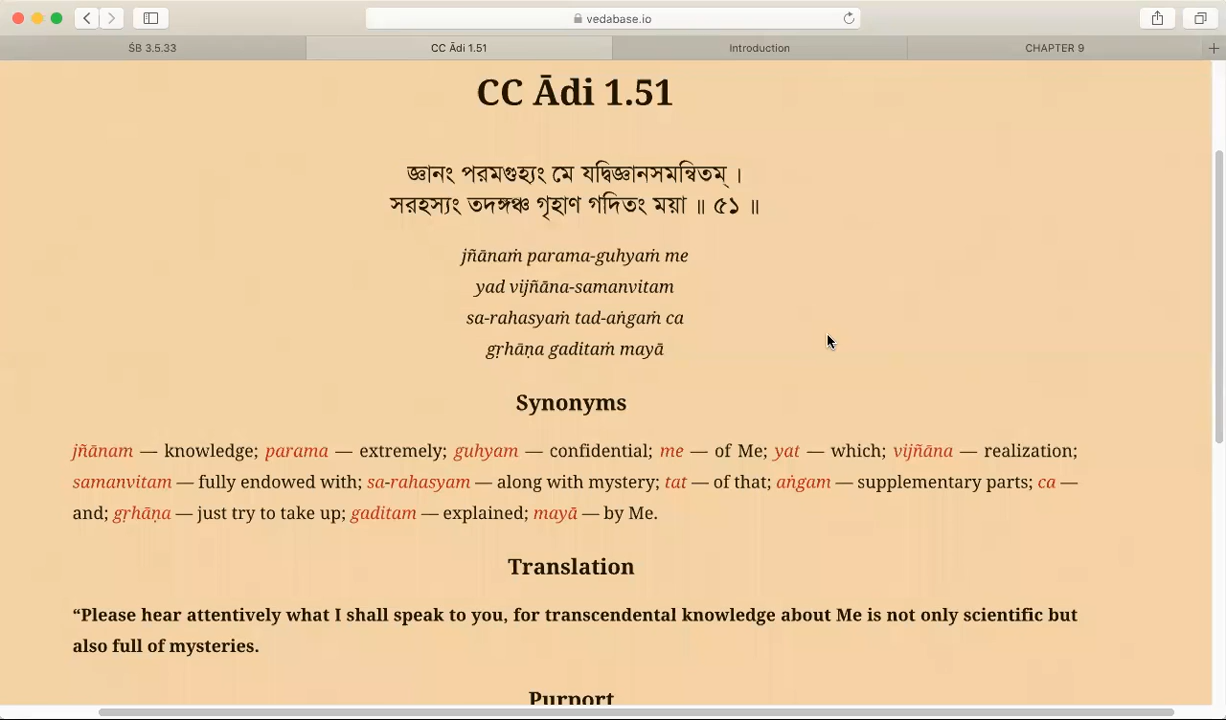 vedabase.io
ŚB 3.5.33
CC Ādi 1.51
Introduction
CHAPTER 9
CC Ādi 1.51
জ্ঞানং পরমগুহ্যং মে যদ্বিজ্ঞানসমন্বিতম্ ।
সরহস্যং তদঙ্গঞ্চ গৃহাণ গদিতং ময়া ॥ ৫১ ॥
jñānaṁ parama-guhyaṁ me
yad vijñāna-samanvitam
sa-rahasyaṁ tad-aṅgaṁ ca
gṛhāṇa gaditaṁ mayā
Synonyms
jñānam — knowledge; parama — extremely; guhyam — confidential; me — of Me; yat — which; vijñāna — realization;
samanvitam — fully endowed with; sa-rahasyam — along with mystery; tat — of that; aṅgam — supplementary parts; ca —
and; gṛhāṇa — just try to take up; gaditam — explained; mayā — by Me.
Translation
“Please hear attentively what I shall speak to you, for transcendental knowledge about Me is not only scientific but
also full of mysteries.
Purport